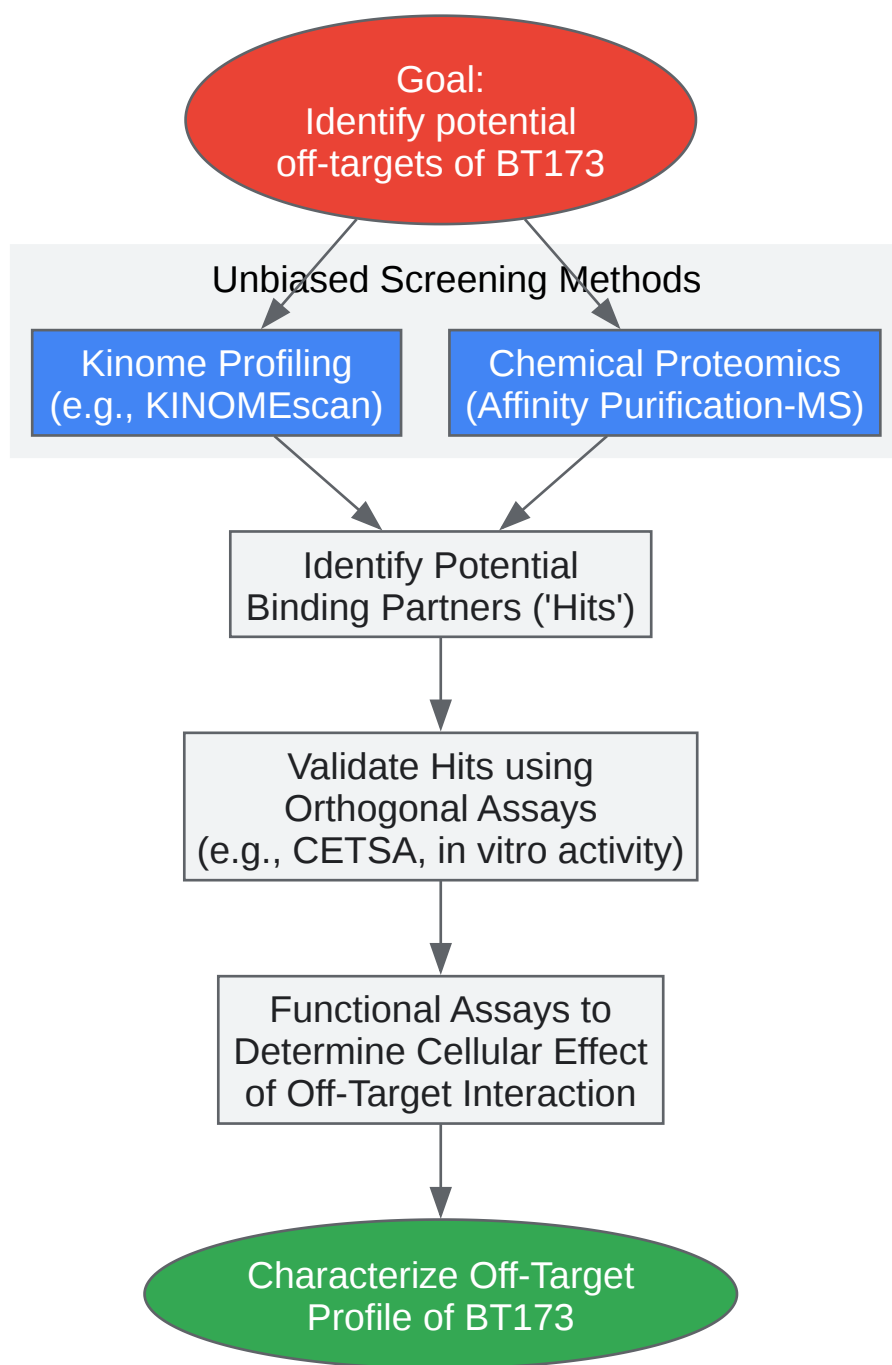 Goal:
Identify potential
off-targets of BT173
Unbiased Screening Methods
Kinome Profiling
(e.g., KINOMEscan)
Chemical Proteomics
(Affinity Purification-MS)
Identify Potential
Binding Partners ('Hits')
Validate Hits using
Orthogonal Assays
(e.g., CETSA, in vitro activity)
Functional Assays to
Determine Cellular Effect
of Off-Target Interaction
Characterize Off-Target
Profile of BT173